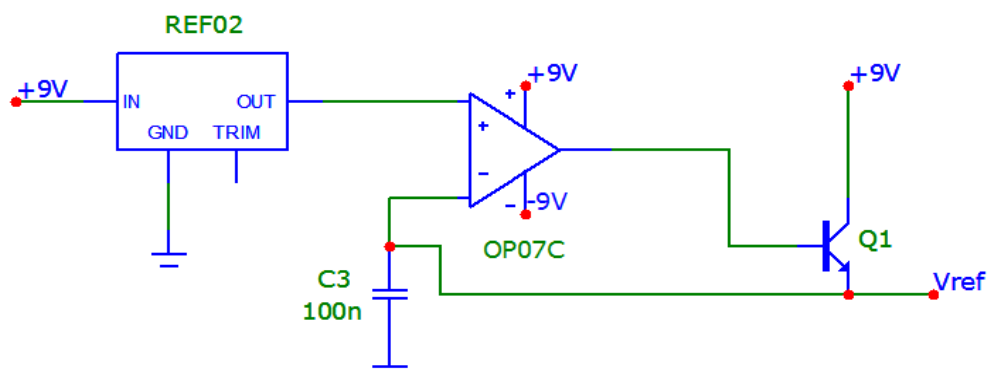 REF02
+9V
IN
OUT
GND
TRIM
+9V
+
+
-
-
-9V
OP07C
+9V
Q1
C3
100n
Vref